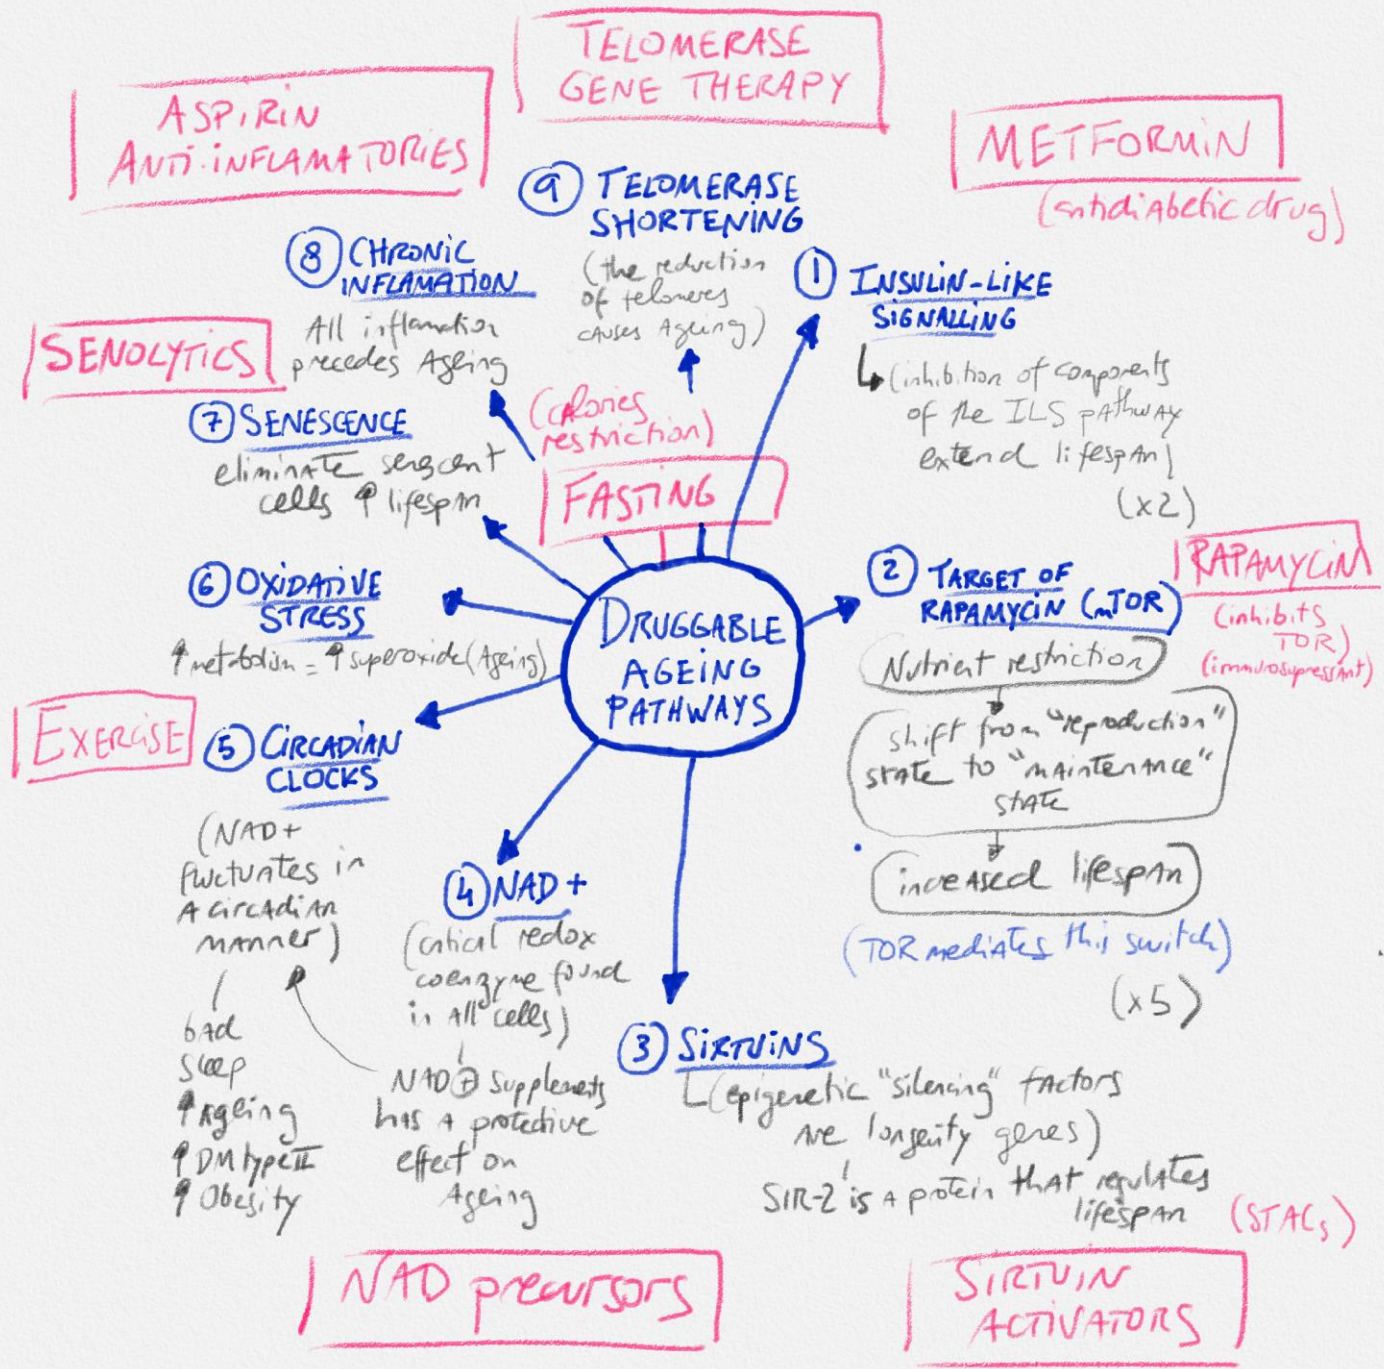 TELOMERASE
GENE THERAPY
ASPIRIN
ANTI-INFLAMATORIES
METFORMIN
(antidiabetic drug)
9 TELOMERASE
SHORTENING
(the reduction
of telomeres
causes Ageing)
8 CHRONIC
INFLAMATION
All inflamation
precedes Ageing
1 INSULIN-LIKE
SIGNALLING
(inhibition of components
of the ILS pathway
extend lifespan)
(x2)
SENOLYTICS
7 SENESCENCE
eliminate senescent
cells ↑ lifespan
(calories
restriction)
FASTING
DRUGGABLE
AGEING
PATHWAYS
2 TARGET OF
RAPAMYCIN (mTOR)
RAPAMYCIN
(inhibits
TOR)
(immunosupressant)
Nutrient restriction
shift from "reproduction"
state to "maintenance"
state
increased lifespan
(TOR mediates this switch)
(x5)
6 OXIDATIVE
STRESS
↑ metabolism = ↑ superoxide (Ageing)
EXERCISE
5 CIRCADIAN
CLOCKS
(NAD+
fluctuates in
A circadian
manner)
bad
sleep
↑ Ageing
↑ DM type II
↑ Obesity
4 NAD+
(critical redox
coenzyme found
in all cells)
NAD+ supplements
has a protective
effect on
Ageing
3 SIRTUINS
(epigenetic "silencing" factors
are longevity genes)
SIR-2 is a protein that regulates
lifespan
(STACs)
NAD precursors
SIRTUIN
ACTIVATORS